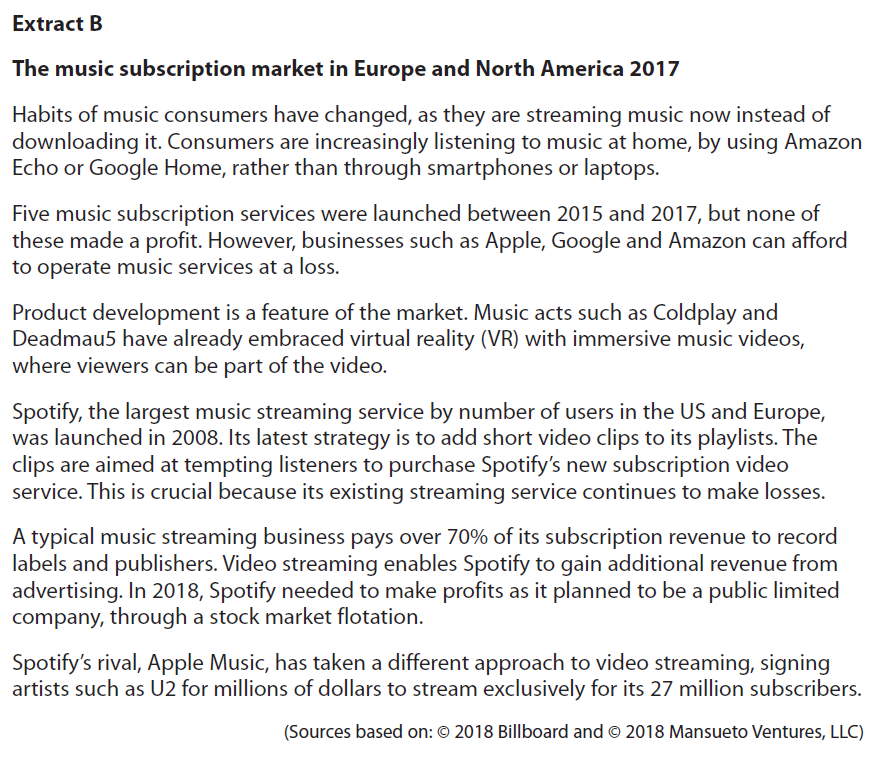 Extract B
The music subscription market in Europe and North America 2017
Habits of music consumers have changed, as they are streaming music now instead of
downloading it. Consumers are increasingly listening to music at home, by using Amazon
Echo or Google Home, rather than through smartphones or laptops.
Five music subscription services were launched between 2015 and 2017, but none of
these made a profit. However, businesses such as Apple, Google and Amazon can afford
to operate music services at a loss.
Product development is a feature of the market. Music acts such as Coldplay and
Deadmau5 have already embraced virtual reality (VR) with immersive music videos,
where viewers can be part of the video.
Spotify, the largest music streaming service by number of users in the US and Europe,
was launched in 2008. Its latest strategy is to add short video clips to its playlists. The
clips are aimed at tempting listeners to purchase Spotify's new subscription video
service. This is crucial because its existing streaming service continues to make losses.
A typical music streaming business pays over 70% of its subscription revenue to record
labels and publishers. Video streaming enables Spotify to gain additional revenue from
advertising. In 2018, Spotify needed to make profits as it planned to be a public limited
company, through a stock market flotation.
Spotify's rival, Apple Music, has taken a different approach to video streaming, signing
artists such as U2 for millions of dollars to stream exclusively for its 27 million subscribers.
(Sources based on: © 2018 Billboard and © 2018 Mansueto Ventures, LLC)